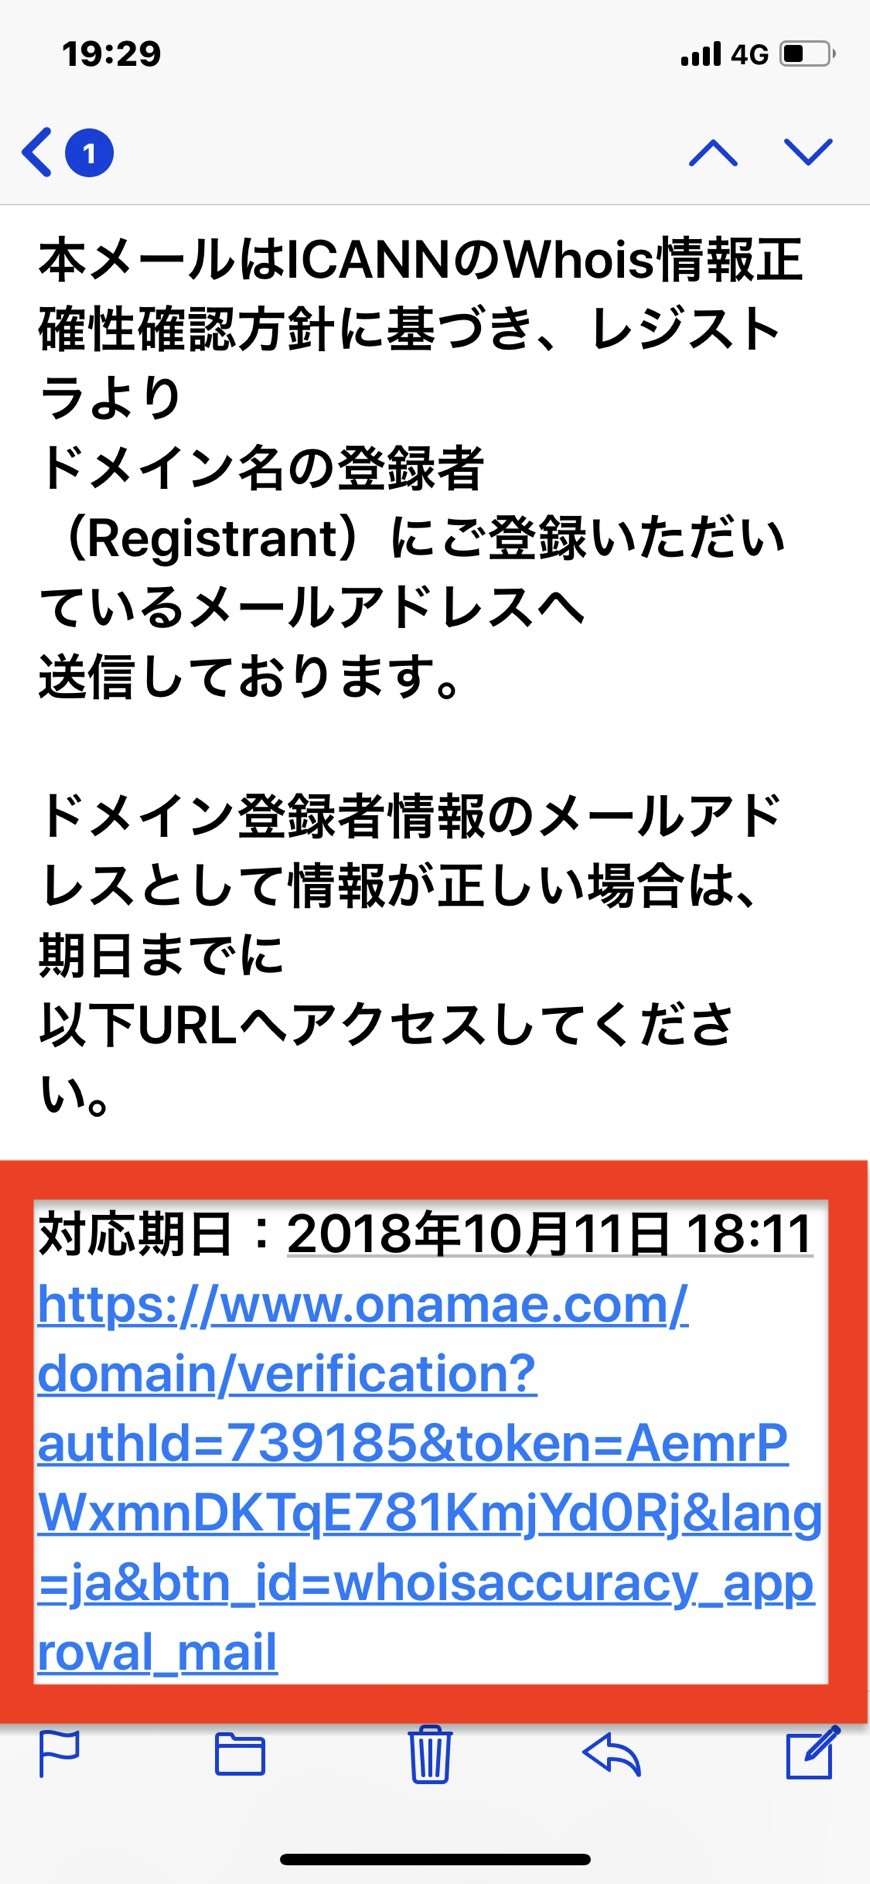 19:29
4G
1
本メールはICANNのWhois情報正
確性確認方針に基づき、レジスト
ラより
ドメイン名の登録者
（Registrant）にご登録いただい
ているメールアドレスへ
送信しております。
ドメイン登録者情報のメールアド
レスとして情報が正しい場合は、
期日までに
以下URLへアクセスしてくださ
い。
対応期日：2018年10月11日 18:11
https://www.onamae.com/
domain/verification?
authId=739185&token=AemrP
WxmnDKTqE781KmjYd0Rj&lang
=ja&btn_id=whoisaccuracy_app
roval_mail